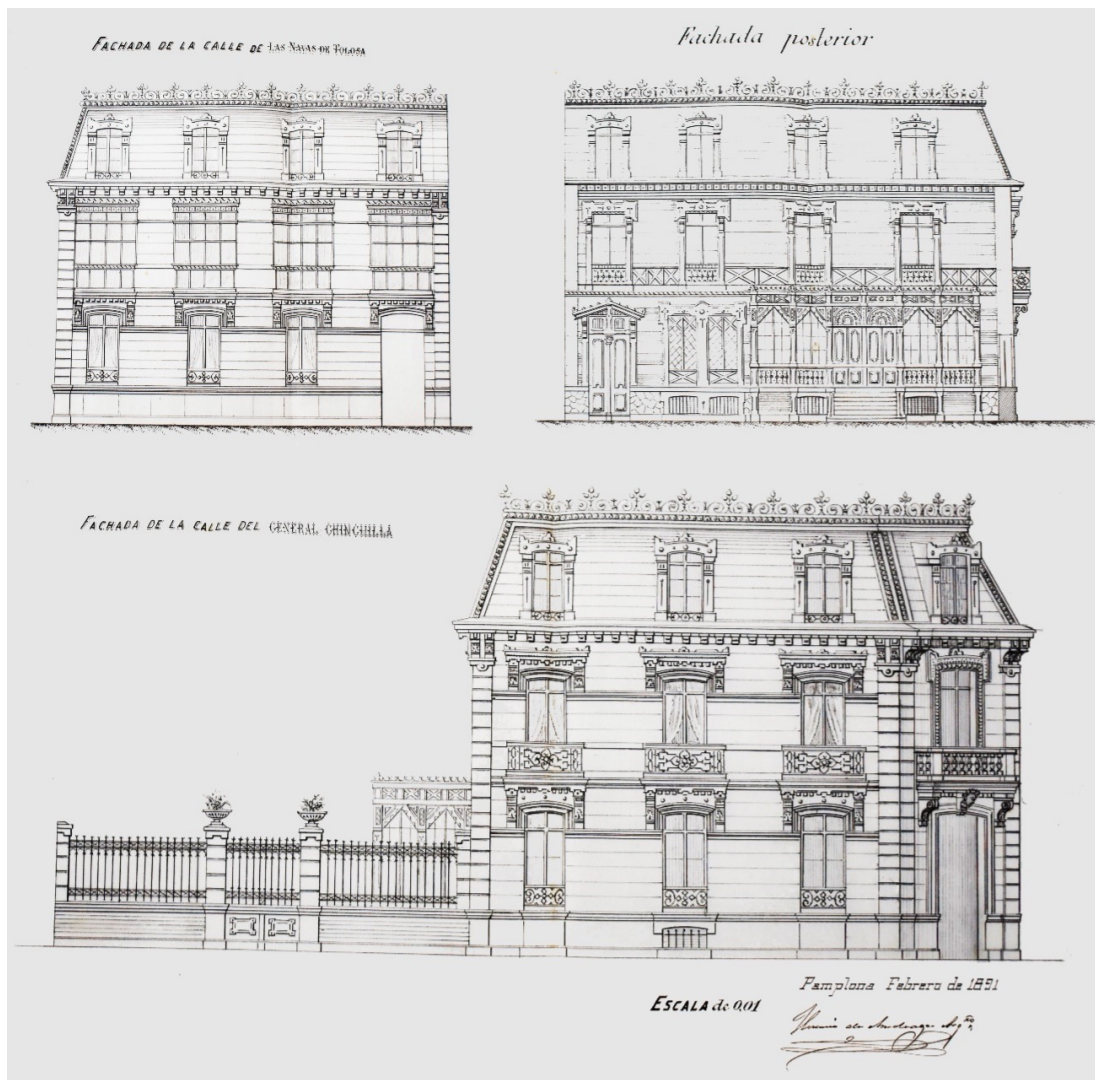 FACHADA DE LA CALLE DE LAS NAVAS DE TOLOSA
Fachada posterior
FACHADA DE LA CALLE DEL GENERAL CHINCHILLA
Pamplona Febrero de 1891
ESCALA de 0,01